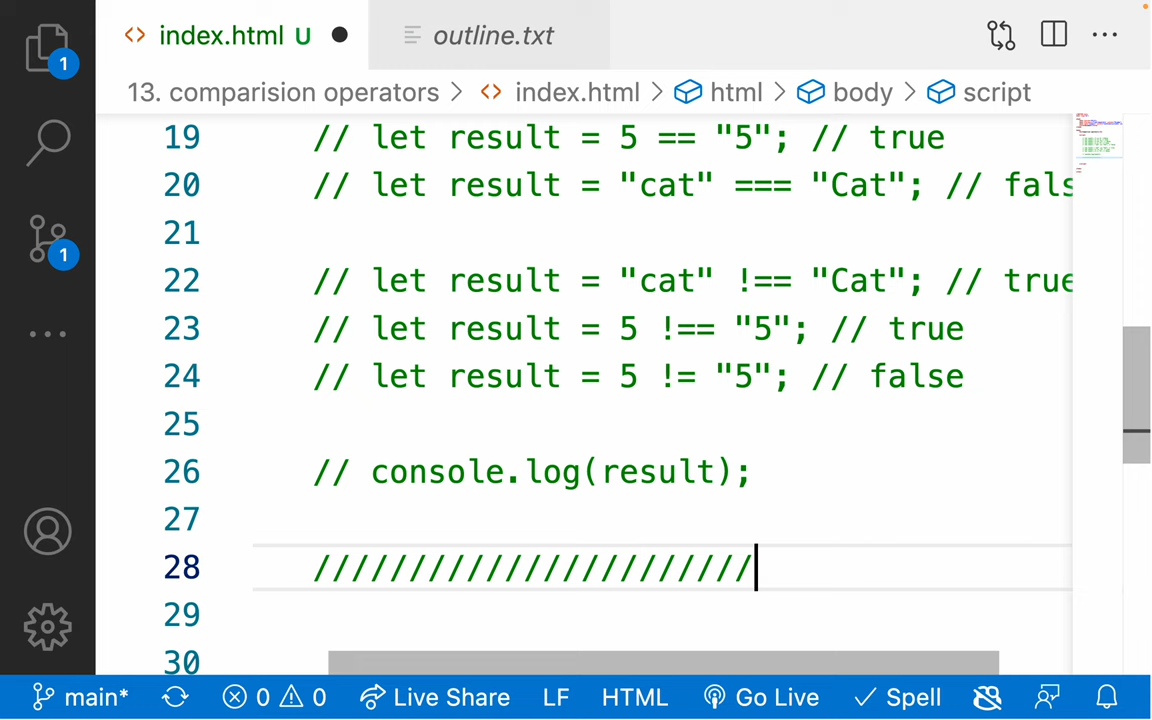 index.html U
outline.txt
13. comparision operators > index.html > html > body > script
19 // let result = 5 == "5"; // true
20 // let result = "cat" === "Cat"; // fals
21
22 // let result = "cat" !== "Cat"; // true
23 // let result = 5 !== "5"; // true
24 // let result = 5 != "5"; // false
25
26 // console.log(result);
27
28 ///////////////////////
29
30
1
1
main* 0 0 Live Share LF HTML Go Live Spell